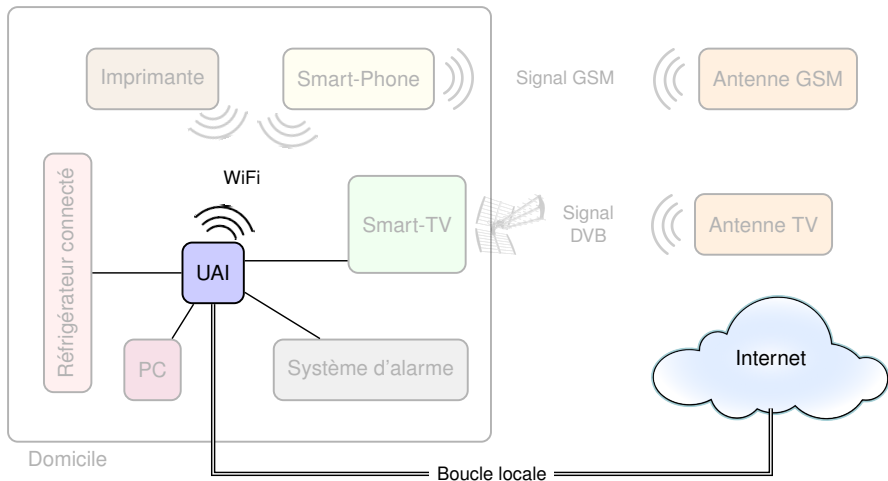 Imprimante
Smart-Phone
Signal GSM
Antenne GSM
Réfrigérateur connecté
WiFi
Smart-TV
Signal
DVB
Antenne TV
UAI
PC
Système d'alarme
Internet
Domicile
Boucle locale